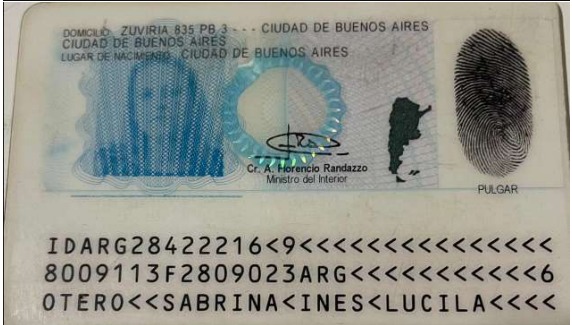 DOMICILIO: ZUVIRIA 835 PB 3 - - - CIUDAD DE BUENOS AIRES
CIUDAD DE BUENOS AIRES
LUGAR DE NACIMIENTO: CIUDAD DE BUENOS AIRES
Cr. A. Florencio Randazzo
Ministro del Interior
PULGAR
IDARG28422216<9<<<<<<<<<<<<<<<
8009113F2809023ARG<<<<<<<<<<<6
OTERO<<SABRINA<INES<LUCILA<<<<